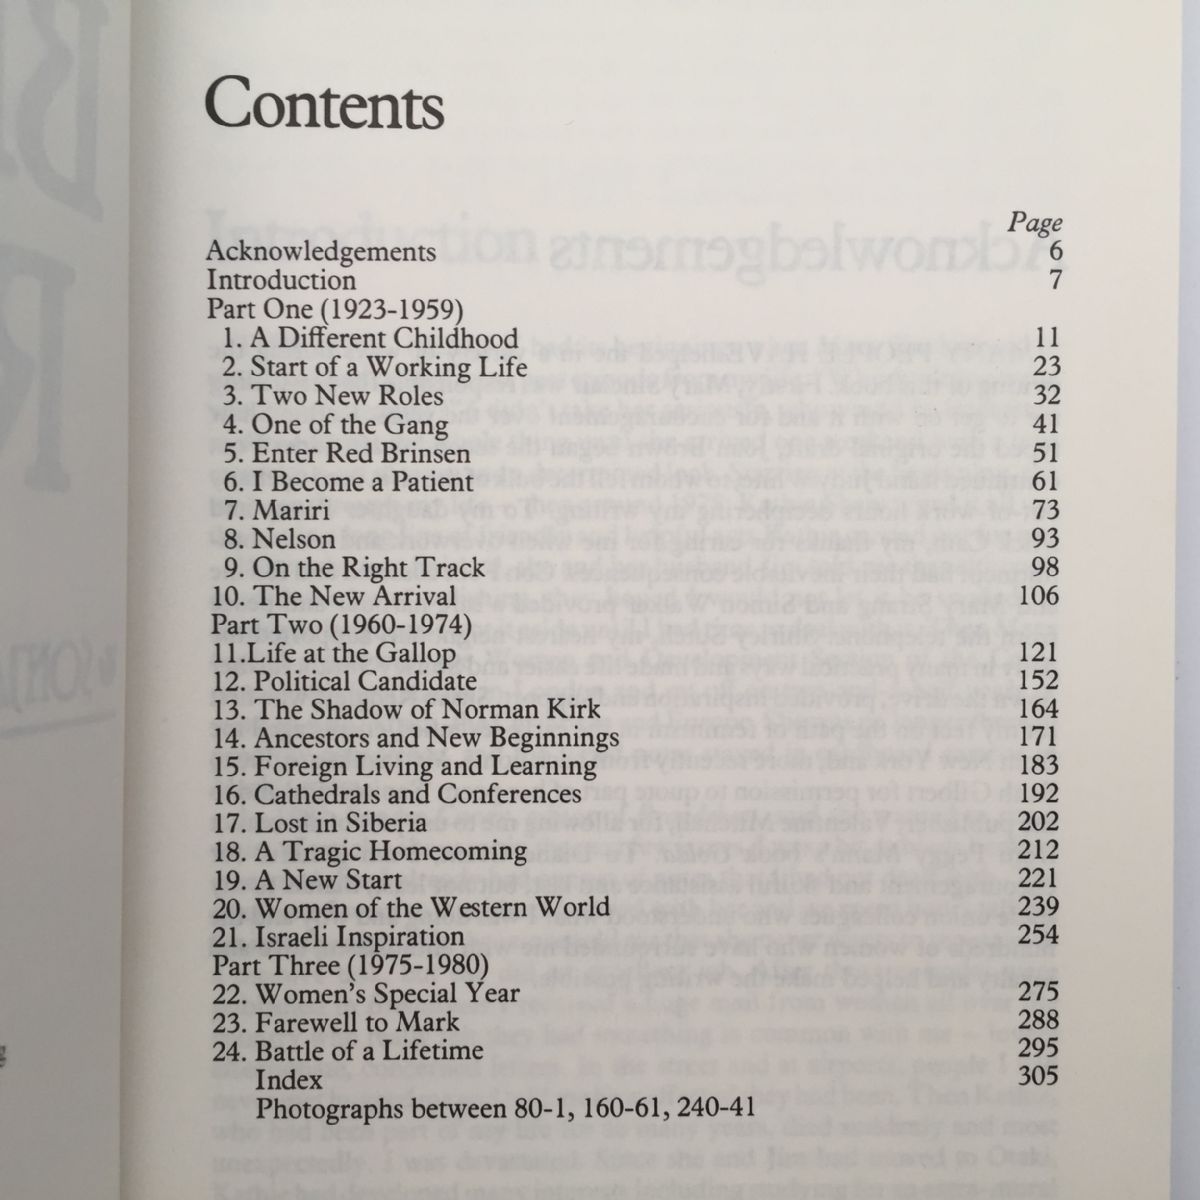 Contents
Page
Acknowledgements 6
Introduction 7
Part One (1923-1959)
1. A Different Childhood 11
2. Start of a Working Life 23
3. Two New Roles 32
4. One of the Gang 41
5. Enter Red Brinsen 51
6. I Become a Patient 61
7. Mariri 73
8. Nelson 93
9. On the Right Track 98
10. The New Arrival 106
Part Two (1960-1974)
11.Life at the Gallop 121
12. Political Candidate 152
13. The Shadow of Norman Kirk 164
14. Ancestors and New Beginnings 171
15. Foreign Living and Learning 183
16. Cathedrals and Conferences 192
17. Lost in Siberia 202
18. A Tragic Homecoming 212
19. A New Start 221
20. Women of the Western World 239
21. Israeli Inspiration 254
Part Three (1975-1980)
22. Women's Special Year 275
23. Farewell to Mark 288
24. Battle of a Lifetime 295
Index 305
Photographs between 80-1, 160-61, 240-41